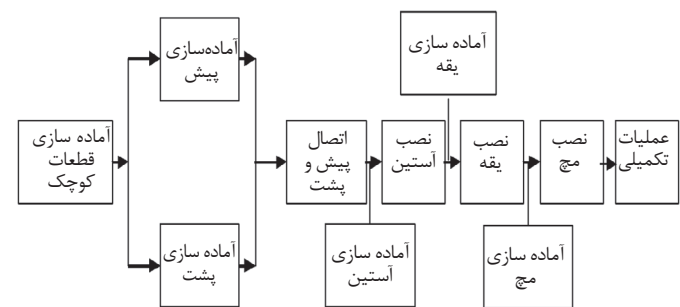 آماده سازی
قطعات
کوچک
آماده‌سازی
پیش
آماده سازی
پشت
اتصال
پیش و
پشت
آماده سازی
آستین
نصب
آستین
آماده سازی
یقه
نصب
یقه
آماده سازی
مچ
نصب
مچ
عملیات
تکمیلی